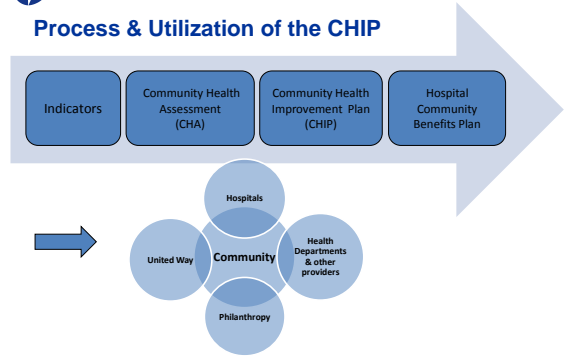 Process & Utilization of the CHIP
Indicators
Community Health
Assessment
(CHA)
Community Health
Improvement Plan
(CHIP)
Hospital
Community
Benefits Plan
Hospitals
United Way
Community
Health
Departments
& other
providers
Philanthropy